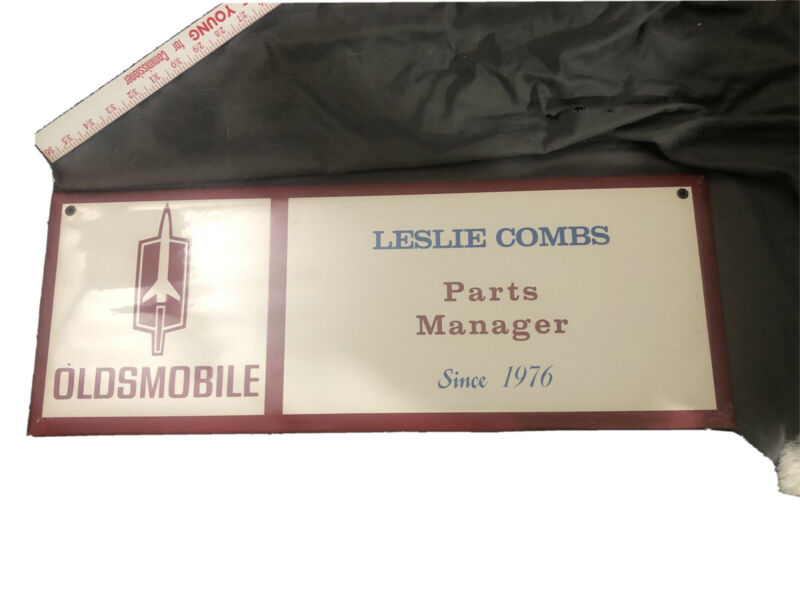 YOUNG for Commissioner
27 28 29 30 31 32 33 34 35 36
OLDSMOBILE
LESLIE COMBS
Parts
Manager
Since 1976